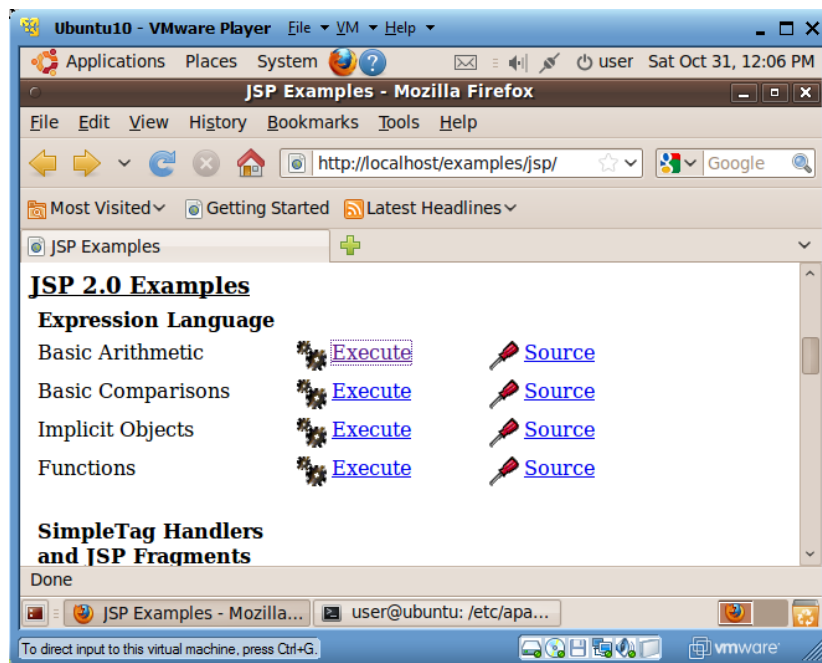 Ubuntu10 - VMware Player File VM Help
Applications Places System user Sat Oct 31, 12:06 PM
JSP Examples - Mozilla Firefox
File Edit View History Bookmarks Tools Help
http://localhost/examples/jsp/ Google
Most Visited Getting Started Latest Headlines
JSP Examples
JSP 2.0 Examples
Expression Language
Basic Arithmetic Execute Source
Basic Comparisons Execute Source
Implicit Objects Execute Source
Functions Execute Source
SimpleTag Handlers
and JSP Fragments
Done
JSP Examples - Mozilla... user@ubuntu: /etc/apa...
To direct input to this virtual machine, press Ctrl+G. vmware